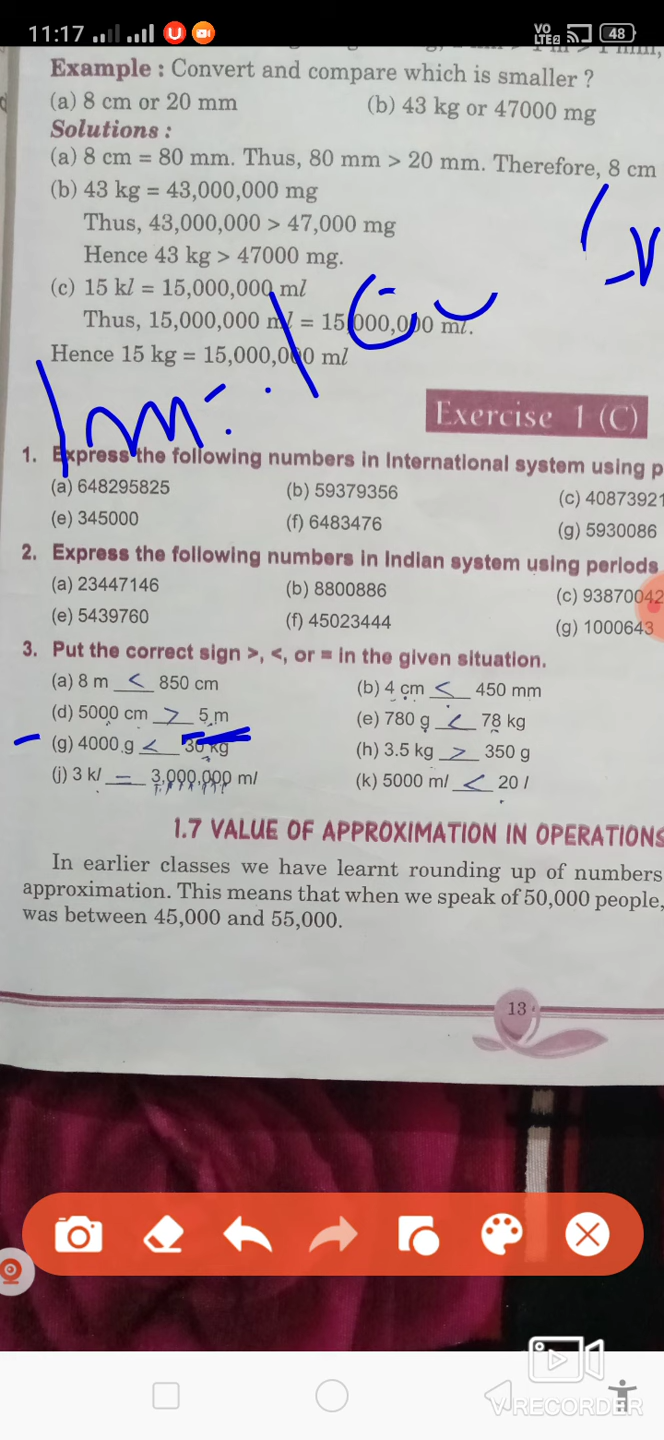 11:17 VO LTE2 48
Example : Convert and compare which is smaller ?
(a) 8 cm or 20 mm (b) 43 kg or 47000 mg
Solutions :
(a) 8 cm = 80 mm. Thus, 80 mm > 20 mm. Therefore, 8 cm
(b) 43 kg = 43,000,000 mg
Thus, 43,000,000 > 47,000 mg
Hence 43 kg > 47000 mg.
(c) 15 kl = 15,000,000 ml
Thus, 15,000,000 ml = 15,000,000 ml.
Hence 15 kg = 15,000,000 ml
1m = 100
Exercise 1 (C)
1. Express the following numbers in International system using p
(a) 648295825 (b) 59379356 (c) 40873921
(e) 345000 (f) 6483476 (g) 5930086
2. Express the following numbers in Indian system using periods
(a) 23447146 (b) 8800886 (c) 93870042
(e) 5439760 (f) 45023444 (g) 1000643
3. Put the correct sign >, <, or = in the given situation.
(a) 8 m < 850 cm (b) 4 cm < 450 mm
(d) 5000 cm > 5 m (e) 780 g < 78 kg
(g) 4000 g < 30 kg (h) 3.5 kg > 350 g
(j) 3 kl = 3,000,000 ml (k) 5000 ml < 20 l
1.7 VALUE OF APPROXIMATION IN OPERATIONS
In earlier classes we have learnt rounding up of numbers
approximation. This means that when we speak of 50,000 people,
was between 45,000 and 55,000.
13
V RECORDER